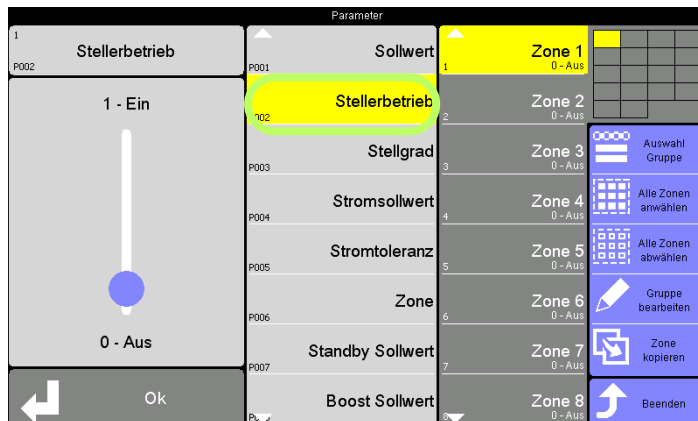 Parameter
1
Stellerbetrieb
P002
1 - Ein
0 - Aus
Ok
Sollwert
P001
Stellerbetrieb
002
Stellgrad
P003
Stromsollwert
P004
Stromtoleranz
P005
Zone
P006
Standby Sollwert
P007
Boost Sollwert
Zone 1
1
0 - Aus
Zone 2
2
0 - Aus
Zone 3
3
0 - Aus
Zone 4
4
0 - Aus
Zone 5
5
0 - Aus
Zone 6
6
0 - Aus
Zone 7
7
0 - Aus
Zone 8
8
0 - Aus
Auswahl
Gruppe
Alle Zonen
anwählen
Alle Zonen
abwählen
Gruppe
bearbeiten
Zone
kopieren
Beenden